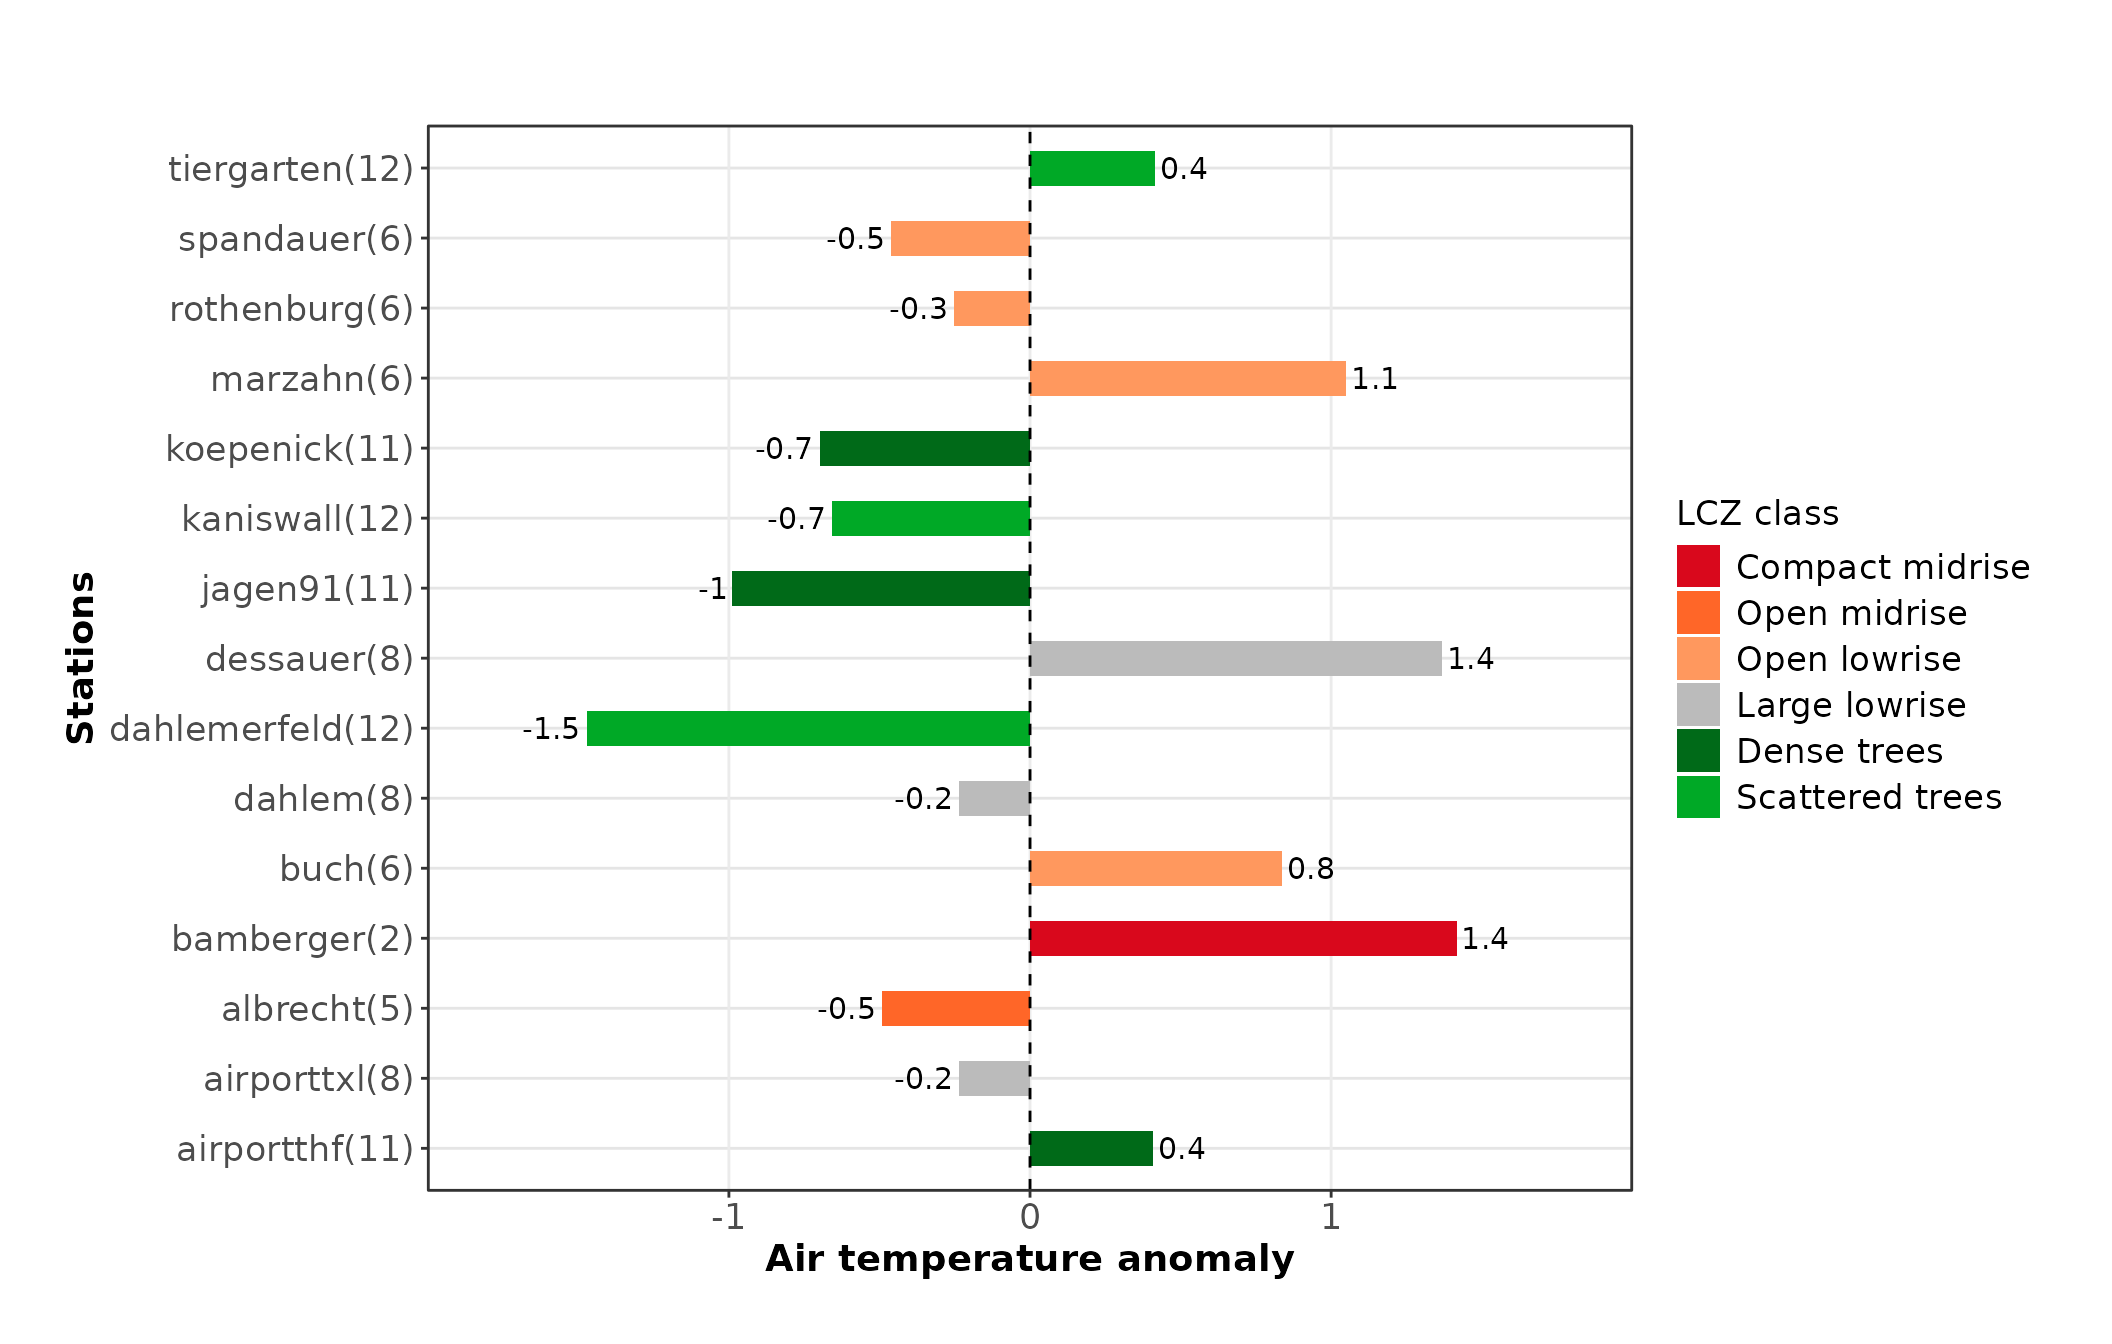 tiergarten(12) 0.4
spandauer(6) -0.5
rothenburg(6) -0.3
marzahn(6) 1.1
koepenick(11) -0.7
kaniswall(12) -0.7
jagen91(11) -1
dessauer(8) 1.4
dahlemerfeld(12) -1.5
dahlem(8) -0.2
buch(6) 0.8
bamberger(2) 1.4
albrecht(5) -0.5
airporttxl(8) -0.2
airportthf(11) 0.4
-1 0 1
Air temperature anomaly
Stations
LCZ class
Compact midrise
Open midrise
Open lowrise
Large lowrise
Dense trees
Scattered trees